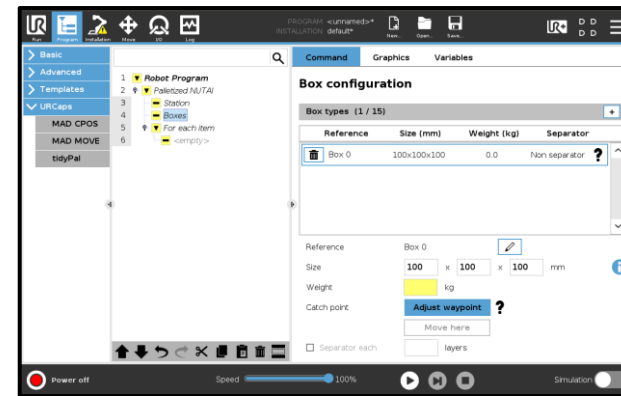 PROGRAM <unnamed>*
INSTALLATION default*
Run Program Installation Move I/O Log New... Open... Save...
UR+ D D
D D
Basic
Advanced
Templates
URCaps
MAD CPOS
MAD MOVE
tidyPal
1 Robot Program
2 Palletized NUTAI
3 Station
4 Boxes
5 For each item
6 <empty>
Command Graphics Variables
Box configuration
Box types (1 / 15) +
Reference Size (mm) Weight (kg) Separator
Box 0 100x100x100 0.0 Non separator ?
Reference Box 0
Size 100 x 100 x 100 mm i
Weight kg
Catch point Adjust waypoint ?
Move here
Separator each layers
Power off Speed 100% Simulation